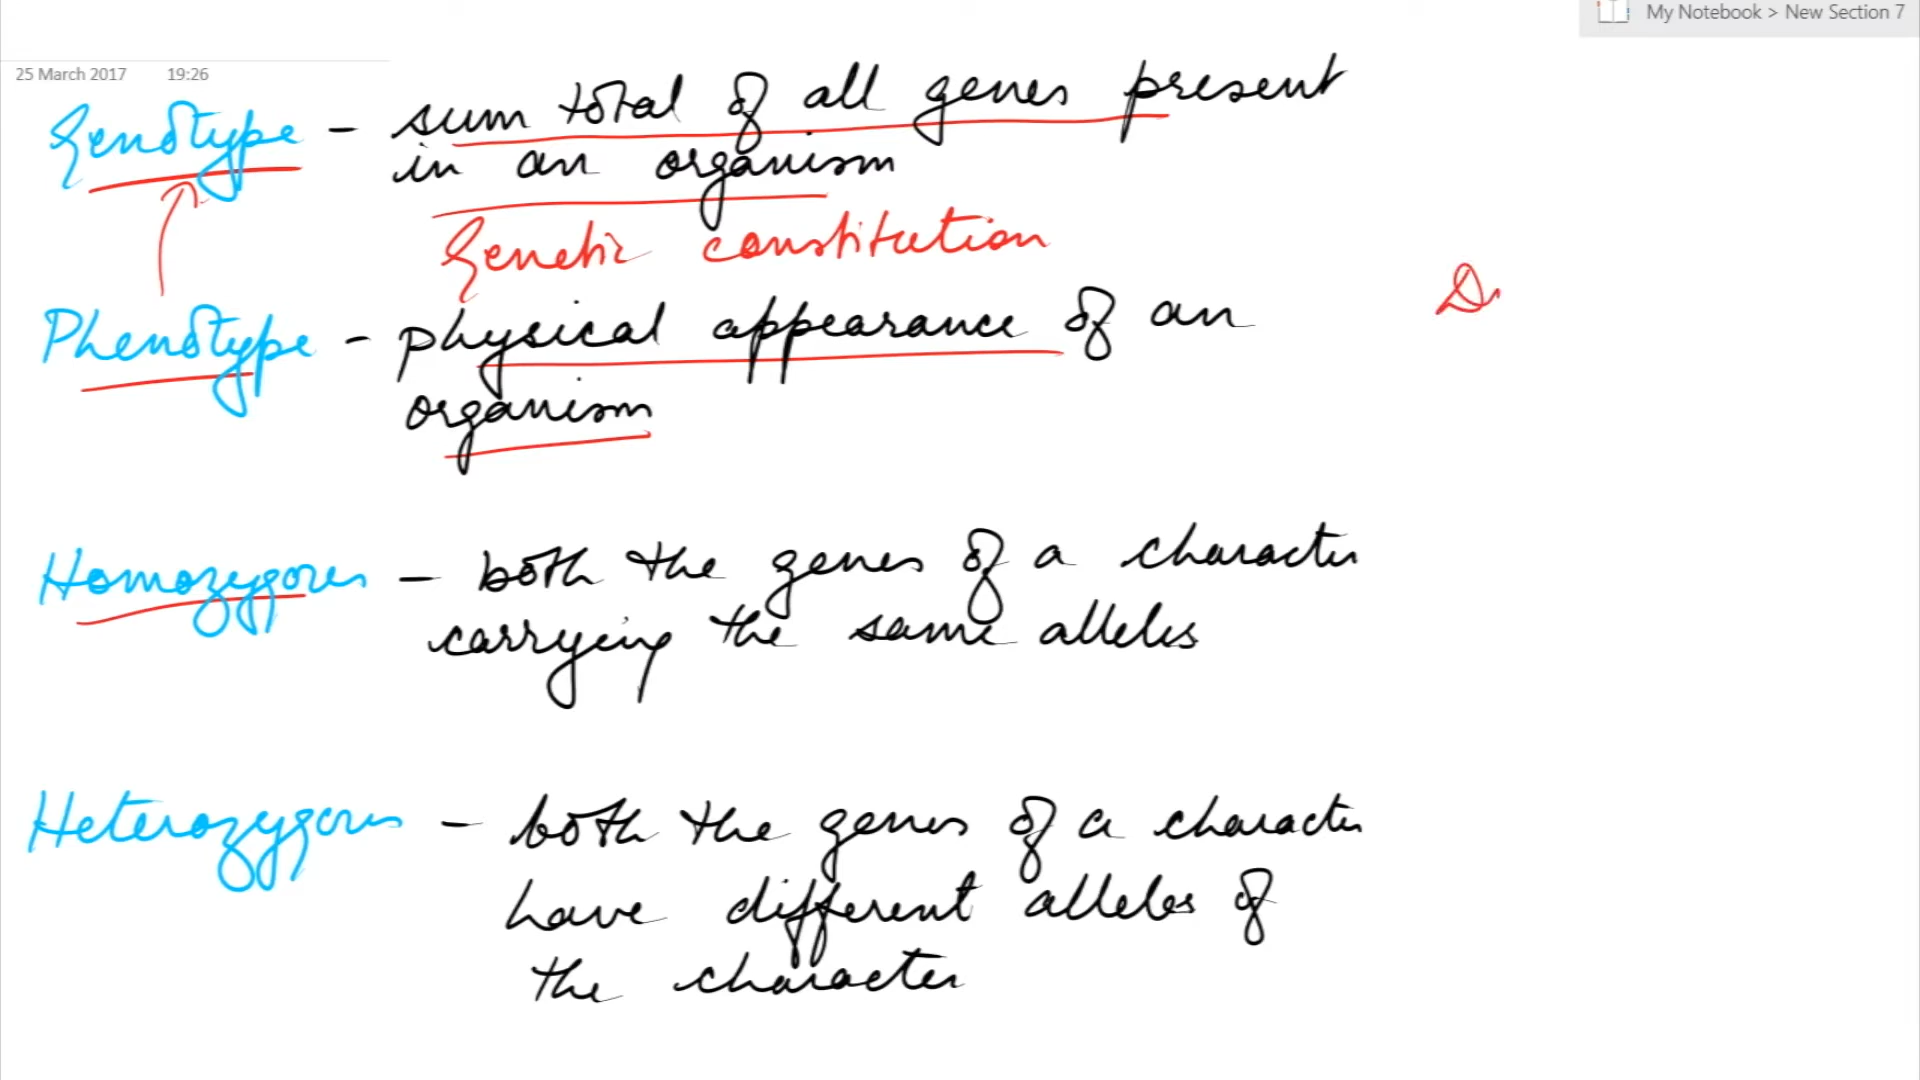 My Notebook > New Section 7
25 March 2017 19:26
Genotype - sum total of all genes present
in an organism
Genetic constitution
Phenotype - physical appearance of an
organism
Homozygous - both the genes of a character
carrying the same alleles
Heterozygous - both the genes of a character
have different alleles of
the character